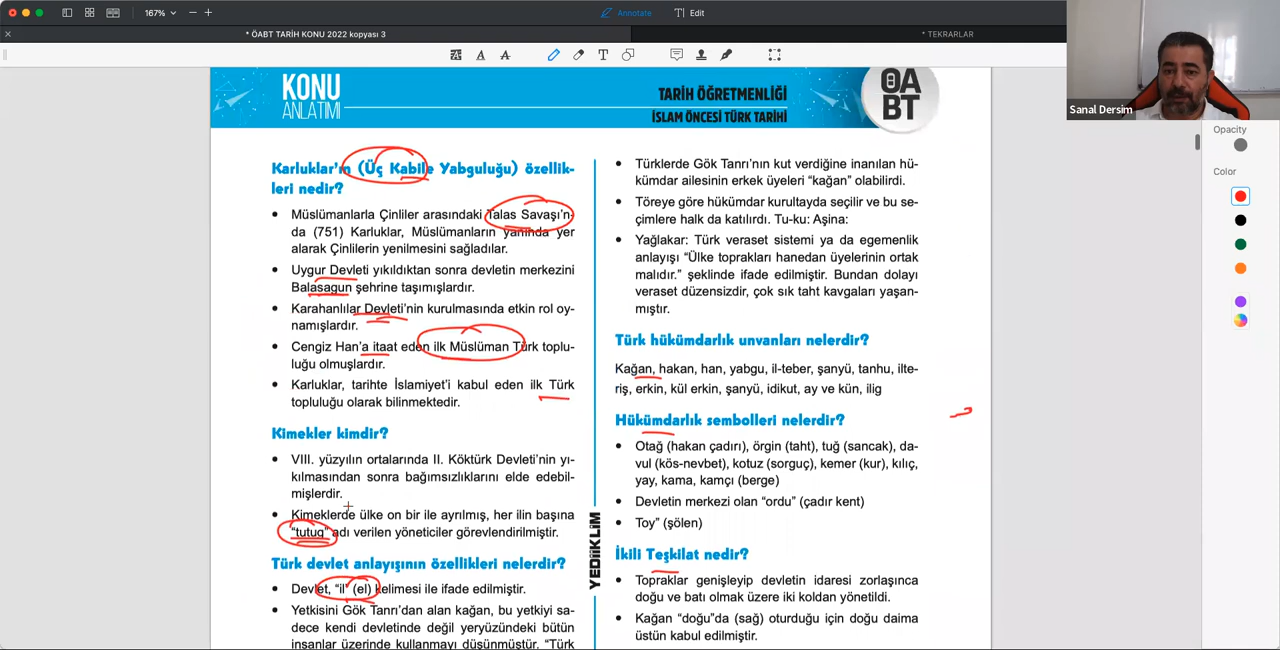 167%
Annotate
Edit
* ÖABT TARİH KONU 2022 kopyası 3
* TEKRARLAR
Sanal Dersim
Opacity
Color
KONU
ANLATIMI
TARİH ÖĞRETMENLİĞİ
İSLAM ÖNCESİ TÜRK TARİHİ
ÖABT
Karluklar’ın (Üç Kabile Yabguluğu) özellik-
leri nedir?
• Müslümanlarla Çinliler arasındaki Talas Savaşı’n-
da (751) Karluklar, Müslümanların yanında yer
alarak Çinlilerin yenilmesini sağladılar.
• Uygur Devleti yıkıldıktan sonra devletin merkezini
Balasagun şehrine taşımışlardır.
• Karahanlılar Devleti’nin kurulmasında etkin rol oy-
namışlardır.
• Cengiz Han’a itaat eden ilk Müslüman Türk toplu-
luğu olmuşlardır.
• Karluklar, tarihte İslamiyet’i kabul eden ilk Türk
topluluğu olarak bilinmektedir.
Kimekler kimdir?
• VIII. yüzyılın ortalarında II. Köktürk Devleti’nin yı-
kılmasından sonra bağımsızlıklarını elde edebil-
mişlerdir.
• Kimeklerde ülke on bir ile ayrılmış, her ilin başına
“tutuq” adı verilen yöneticiler görevlendirilmiştir.
Türk devlet anlayışının özellikleri nelerdir?
• Devlet, “il” (el) kelimesi ile ifade edilmiştir.
• Yetkisini Gök Tanrı’dan alan kağan, bu yetkiyi sa-
dece kendi devletinde değil yeryüzündeki bütün
insanlar üzerinde kullanmayı düşünmüştür. “Türk
YEDİİKLİM
• Türklerde Gök Tanrı’nın kut verdiğine inanılan hü-
kümdar ailesinin erkek üyeleri “kağan” olabilirdi.
• Töreye göre hükümdar kurultayda seçilir ve bu se-
çimlere halk da katılırdı. Tu-ku: Aşina:
• Yağlakar: Türk veraset sistemi ya da egemenlik
anlayışı “Ülke toprakları hanedan üyelerinin ortak
malıdır.” şeklinde ifade edilmiştir. Bundan dolayı
veraset düzensizdir, çok sık taht kavgaları yaşan-
mıştır.
Türk hükümdarlık unvanları nelerdir?
Kağan, hakan, han, yabgu, il-teber, şanyü, tanhu, ilte-
riş, erkin, kül erkin, şanyü, idikut, ay ve kün, ilig
Hükümdarlık sembolleri nelerdir?
• Otağ (hakan çadırı), örgin (taht), tuğ (sancak), da-
vul (kös-nevbet), kotuz (sorguç), kemer (kur), kılıç,
yay, kama, kamçı (berge)
• Devletin merkezi olan “ordu” (çadır kent)
• Toy” (şölen)
İkili Teşkilat nedir?
• Topraklar genişleyip devletin idaresi zorlaşınca
doğu ve batı olmak üzere iki koldan yönetildi.
• Kağan “doğu”da (sağ) oturduğu için doğu daima
üstün kabul edilmiştir.